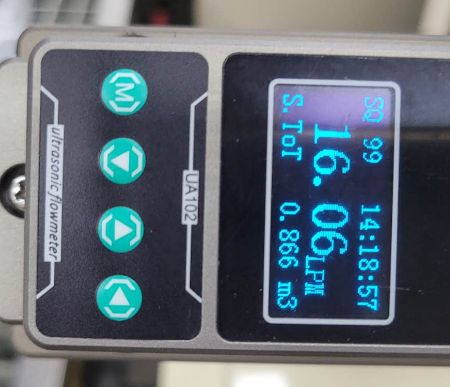 SQ 99 14:18:57
16.06LPM
S.ToT 0.866 m3
UA102
M
ultrasonic flowmeter